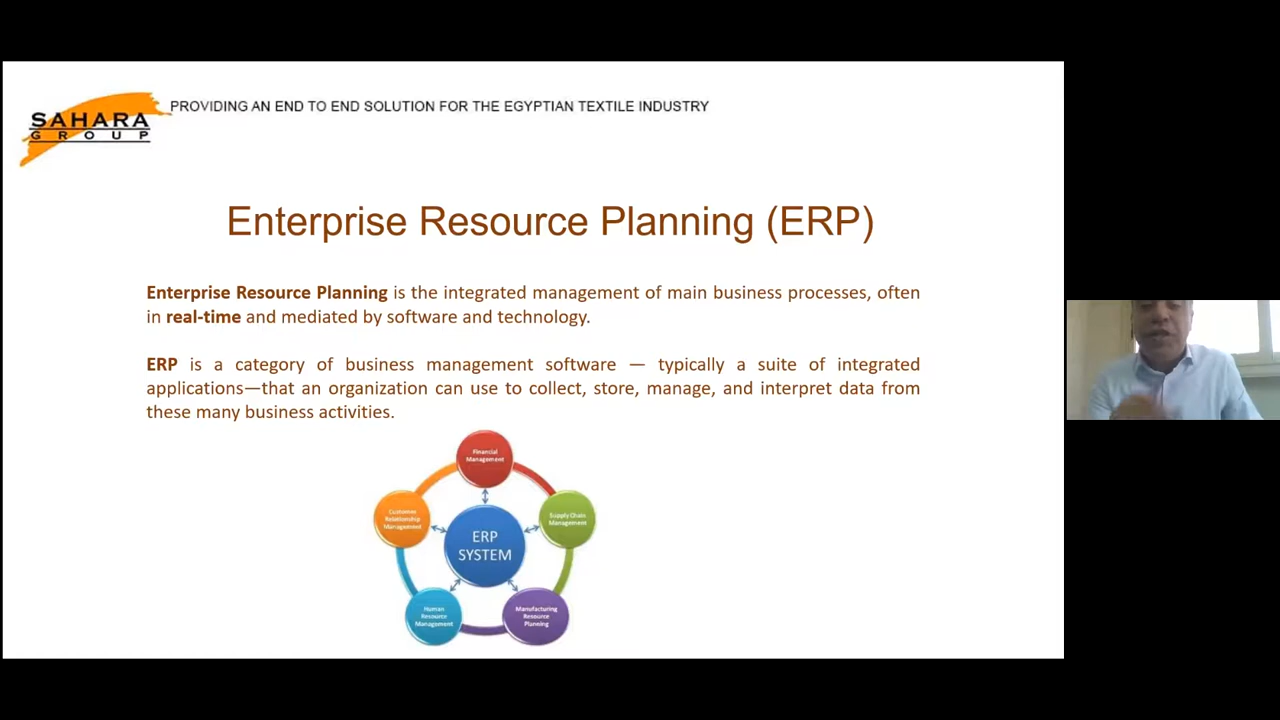 SAHARA
GROUP
PROVIDING AN END TO END SOLUTION FOR THE EGYPTIAN TEXTILE INDUSTRY
Enterprise Resource Planning (ERP)
Enterprise Resource Planning is the integrated management of main business processes, often
in real-time and mediated by software and technology.
ERP is a category of business management software — typically a suite of integrated
applications—that an organization can use to collect, store, manage, and interpret data from
these many business activities.
Financial
Management
Customer
Relationship
Management
Supply Chain
Management
ERP
SYSTEM
Human
Resource
Management
Manufacturing
Resource
Planning